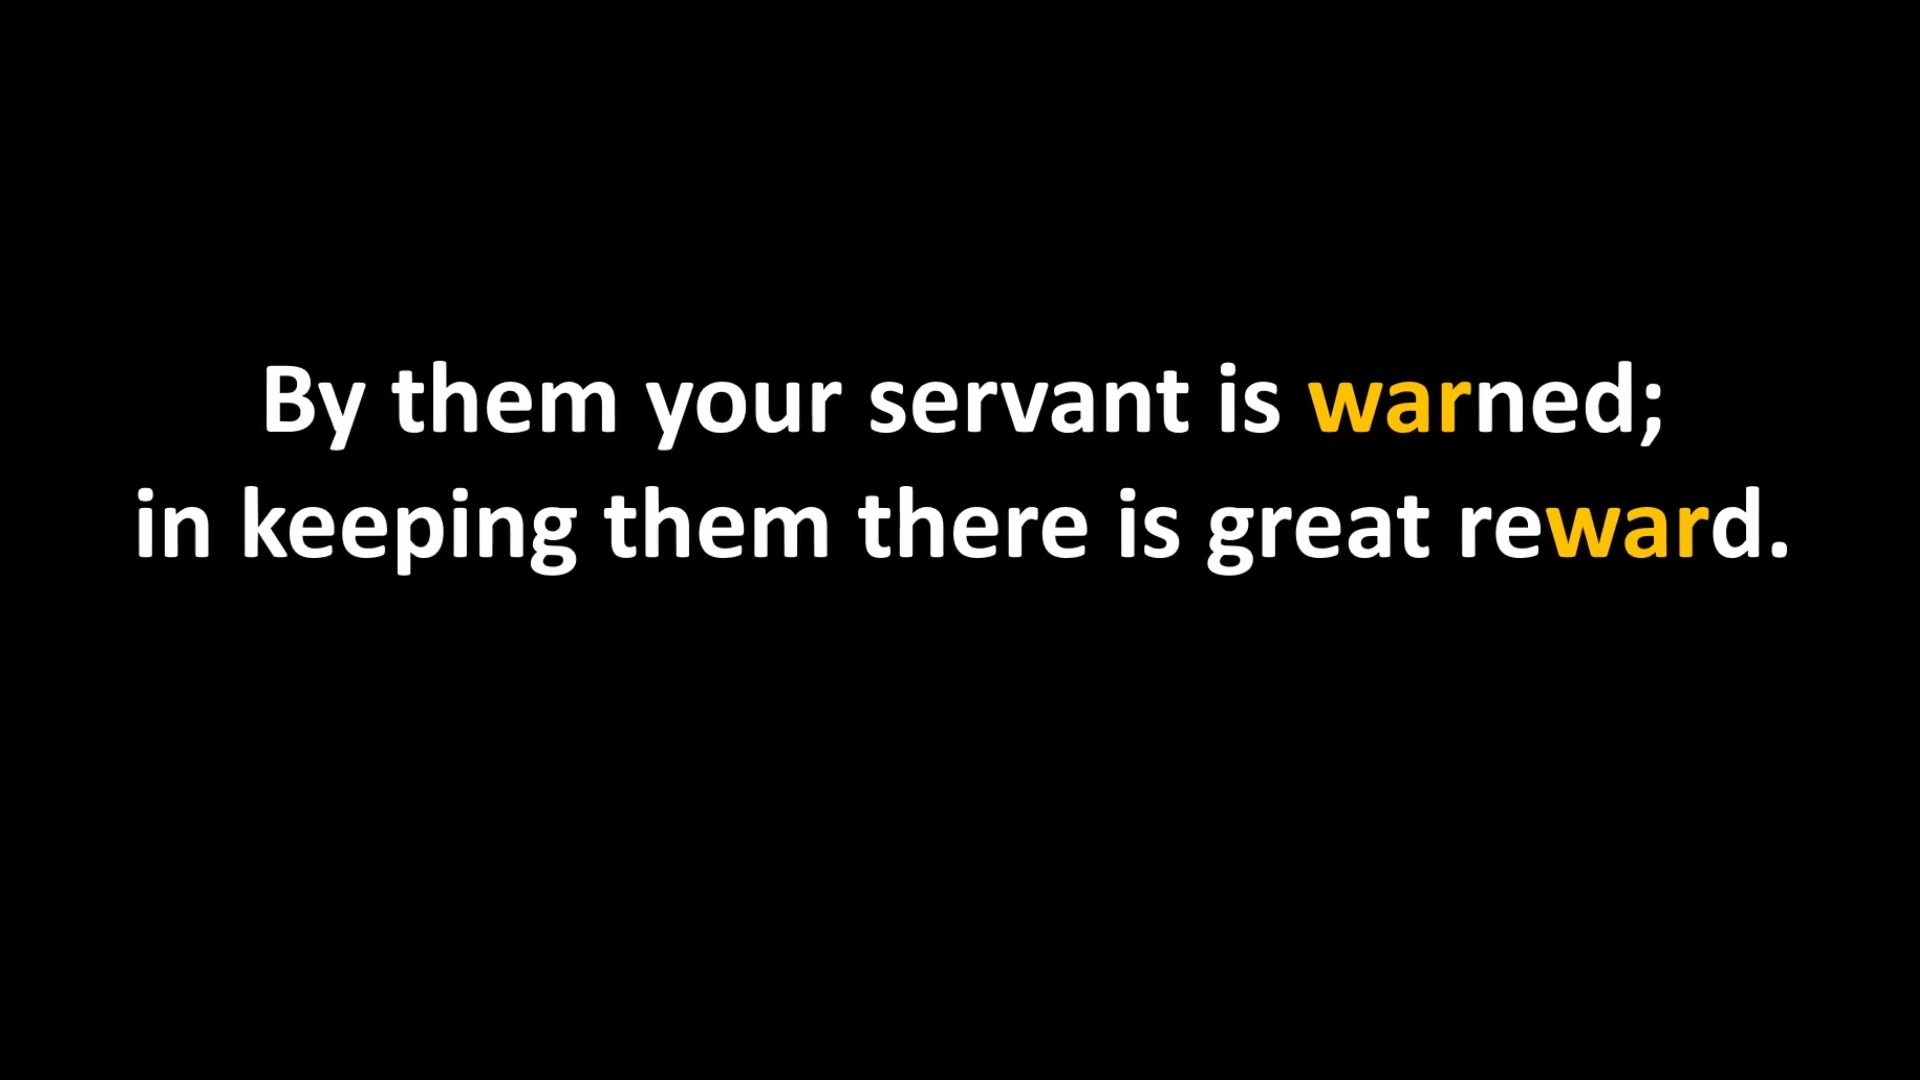 By them your servant is warned;
in keeping them there is great reward.